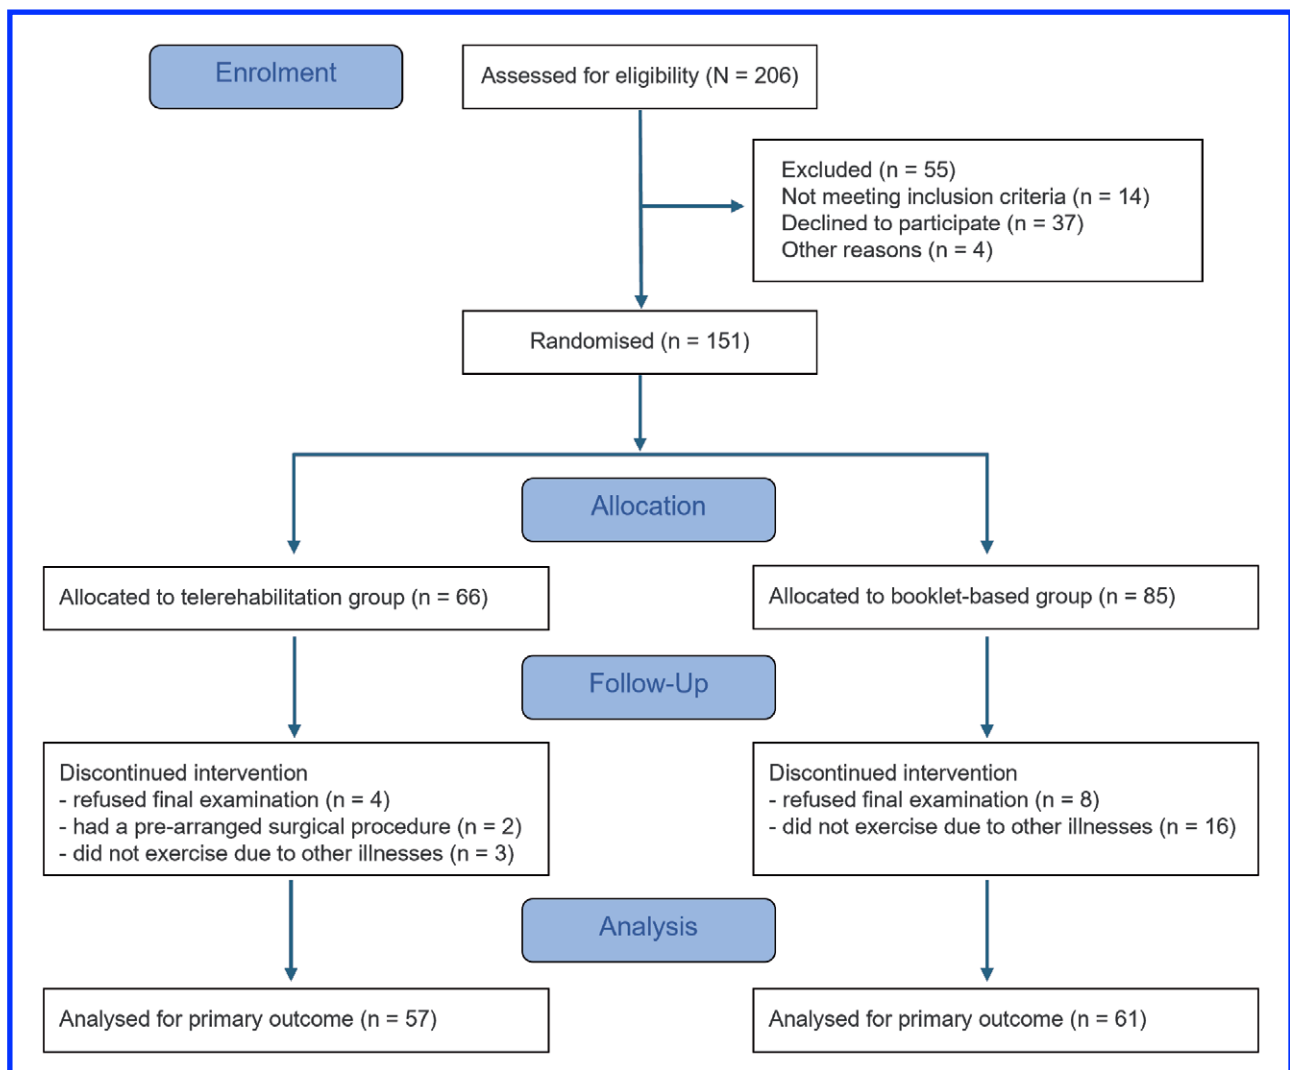 Enrolment
Assessed for eligibility (N = 206)
Excluded (n = 55)
Not meeting inclusion criteria (n = 14)
Declined to participate (n = 37)
Other reasons (n = 4)
Randomised (n = 151)
Allocation
Allocated to telerehabilitation group (n = 66)
Allocated to booklet-based group (n = 85)
Follow-Up
Discontinued intervention
- refused final examination (n = 4)
- had a pre-arranged surgical procedure (n = 2)
- did not exercise due to other illnesses (n = 3)
Discontinued intervention
- refused final examination (n = 8)
- did not exercise due to other illnesses (n = 16)
Analysis
Analysed for primary outcome (n = 57)
Analysed for primary outcome (n = 61)